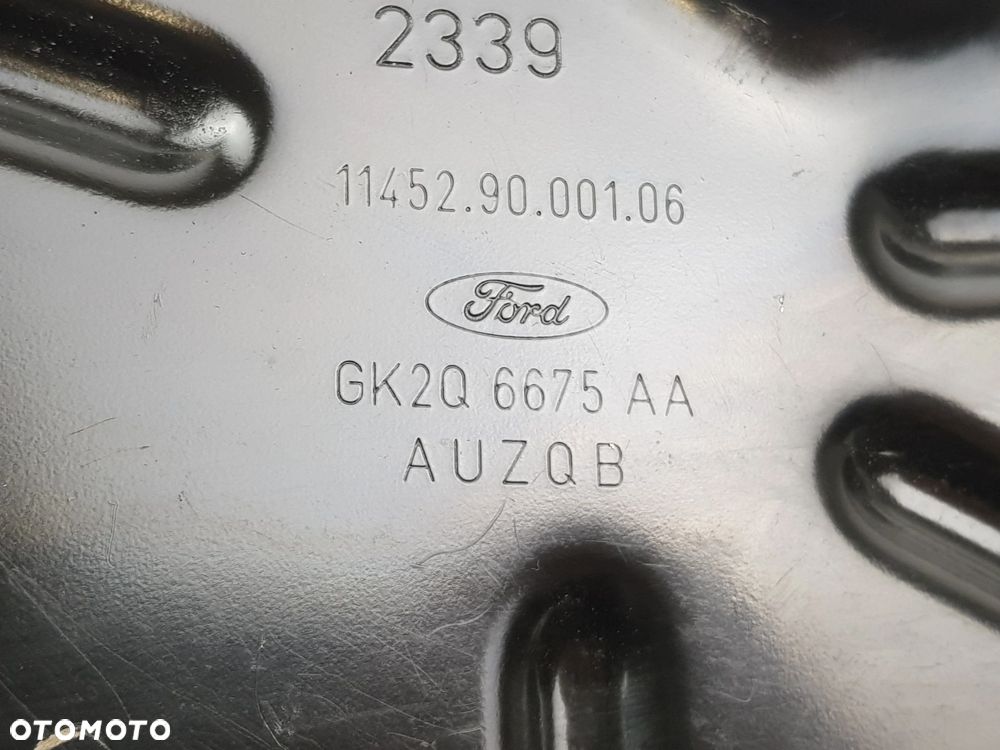 2339
11452.90.001.06
Ford
GK2Q 6675 AA
AUZQB
OTOMOTO